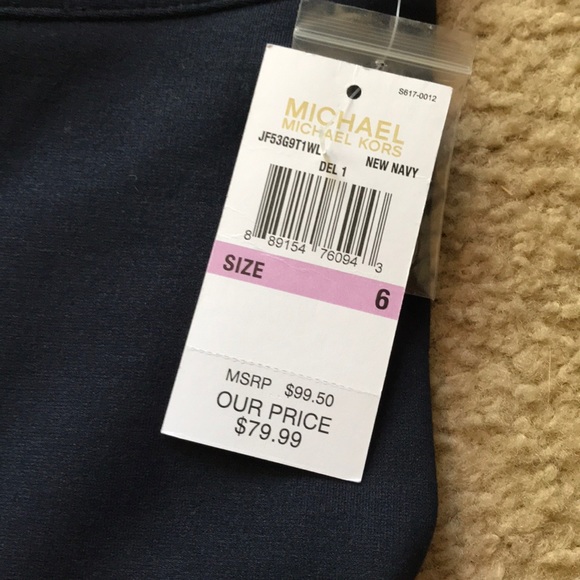 S617-0012
MICHAEL
MICHAEL KORS
JF53G9T1WL
NEW NAVY
DEL 1
8 89154 76094 3
SIZE 6
MSRP $99.50
OUR PRICE
$79.99